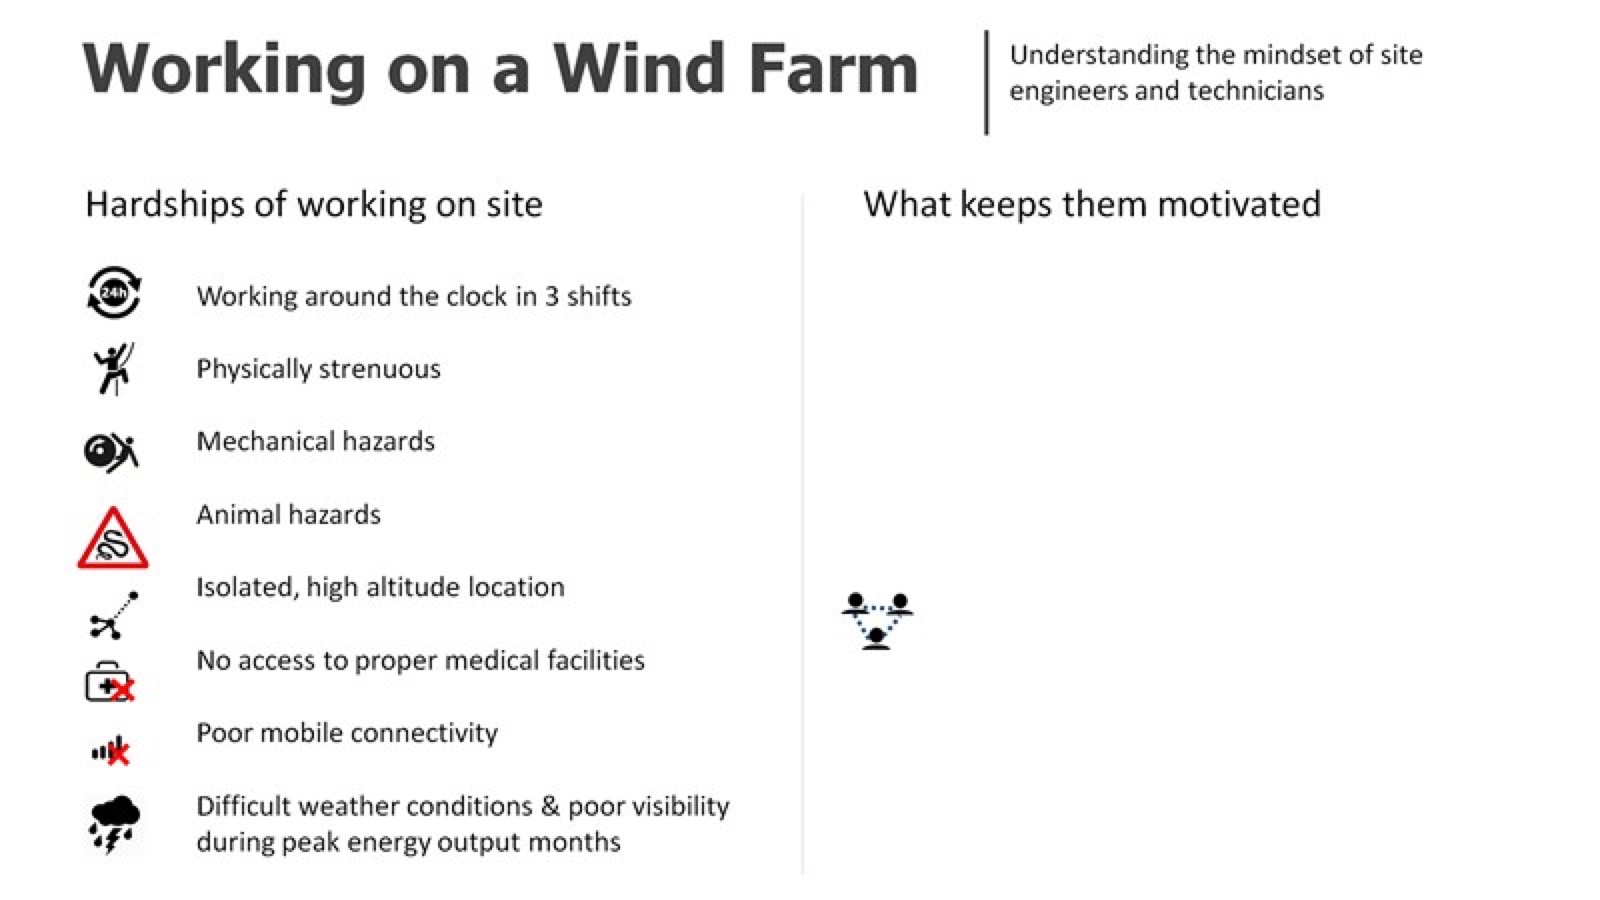 Working on a Wind Farm
Understanding the mindset of site
engineers and technicians
Hardships of working on site
24h
Working around the clock in 3 shifts
Physically strenuous
Mechanical hazards
Animal hazards
Isolated, high altitude location
No access to proper medical facilities
Poor mobile connectivity
Difficult weather conditions & poor visibility
during peak energy output months
What keeps them motivated